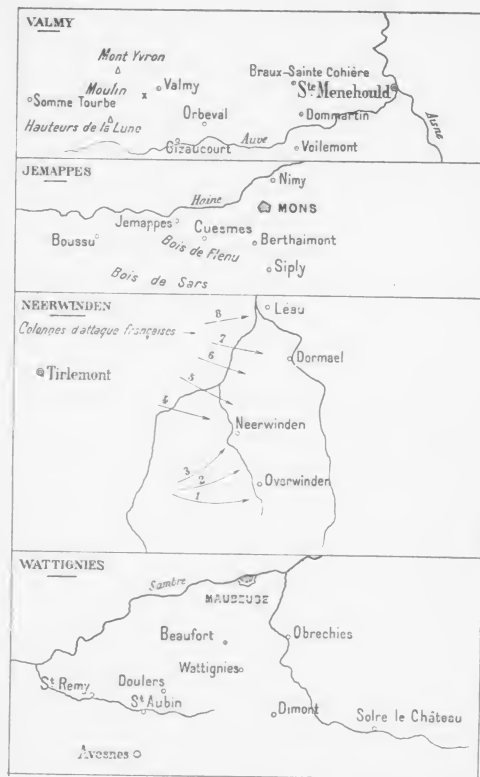 VALMY
Mont Yvron
Moulin
x
Valmy
Braux-Sainte Cohière
Ste Menehould
Somme Tourbe
Orbeval
Dommartin
Hauteurs de la Lune
Auve
Aisne
Gizaucourt
Voilemont
JEMAPPES
Nimy
Haine
MONS
Jemappes
Cuesmes
Boussu
Bois de Flenu
Berthaimont
Bois de Sars
Siply
NEERWINDEN
8
Léau
Colonnes d'attaque françaises
7
6
Dormael
Tirlemont
5
4
Neerwinden
3
2
Overwinden
1
WATTIGNIES
Sambre
MAUBEUGE
Beaufort
Obrechies
Wattignies
St Remy
Doulers
St Aubin
Dimont
Solre le Château
Avesnes